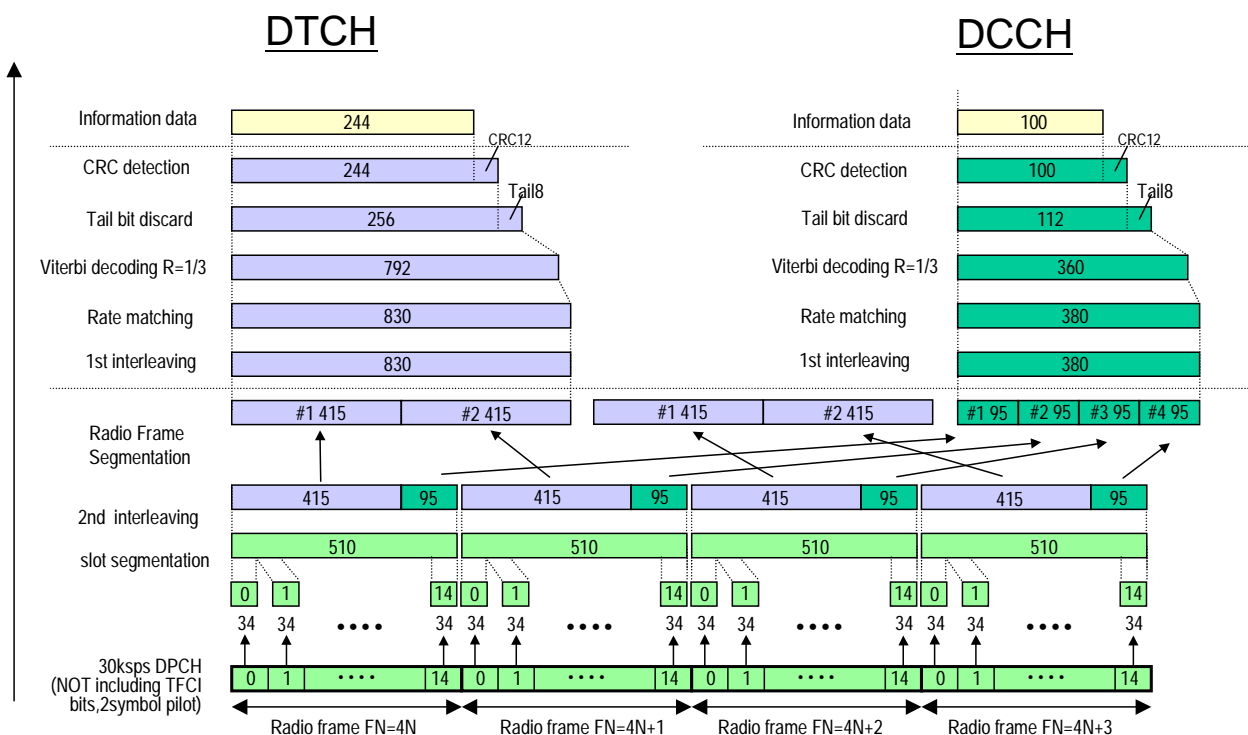 DTCH DCCH
Information data 244 Information data 100
CRC12 CRC12
CRC detection 244 CRC detection 100
Tail8 Tail8
Tail bit discard 256 Tail bit discard 112
Viterbi decoding R=1/3 792 Viterbi decoding R=1/3 360
Rate matching 830 Rate matching 380
1st interleaving 830 1st interleaving 380
#1 415 #2 415 #1 415 #2 415 #1 95 #2 95 #3 95 #4 95
Radio Frame
Segmentation
415 95 415 95 415 95 415 95
2nd interleaving
510 510 510 510
slot segmentation
0 1 14 0 1 14 0 1 14 0 1 14
34 34 •••• 34 34 34 •••• 34 34 34 •••• 34 34 34 •••• 34
30ksps DPCH
(NOT including TFCI
bits,2symbol pilot)
0 1 •••• 14 0 1 •••• 14 0 1 •••• 14 0 1 •••• 14
Radio frame FN=4N Radio frame FN=4N+1 Radio frame FN=4N+2 Radio frame FN=4N+3